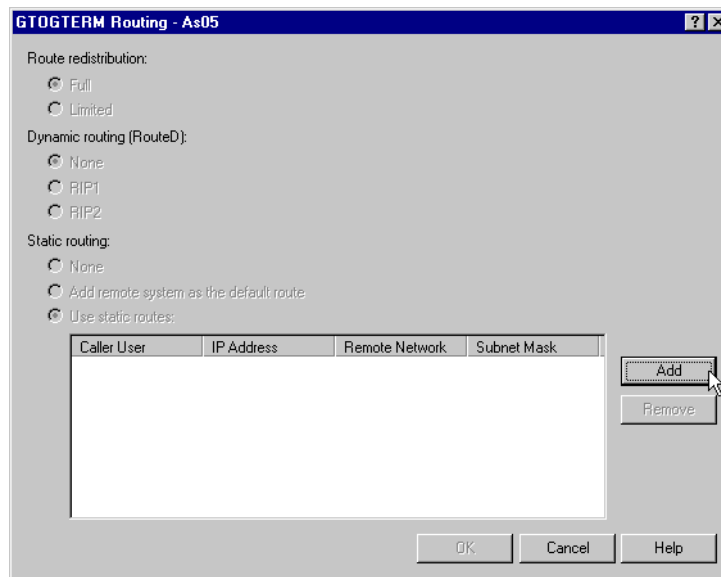 GTOGTERM Routing - As05
Route redistribution:
Full
Limited
Dynamic routing (RouteD):
None
RIP1
RIP2
Static routing:
None
Add remote system as the default route
Use static routes:
Caller User IP Address Remote Network Subnet Mask
Add
Remove
OK Cancel Help